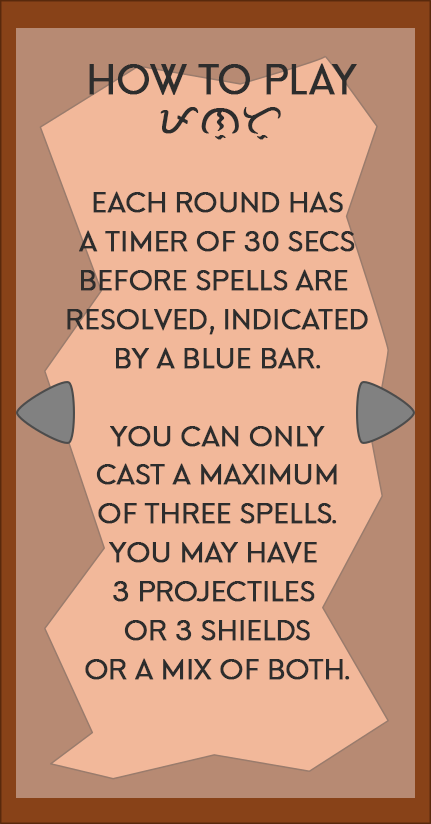 HOW TO PLAY
ᜉᜈᜓᜆᜓ
EACH ROUND HAS
A TIMER OF 30 SECS
BEFORE SPELLS ARE
RESOLVED, INDICATED
BY A BLUE BAR.
YOU CAN ONLY
CAST A MAXIMUM
OF THREE SPELLS.
YOU MAY HAVE
3 PROJECTILES
OR 3 SHIELDS
OR A MIX OF BOTH.